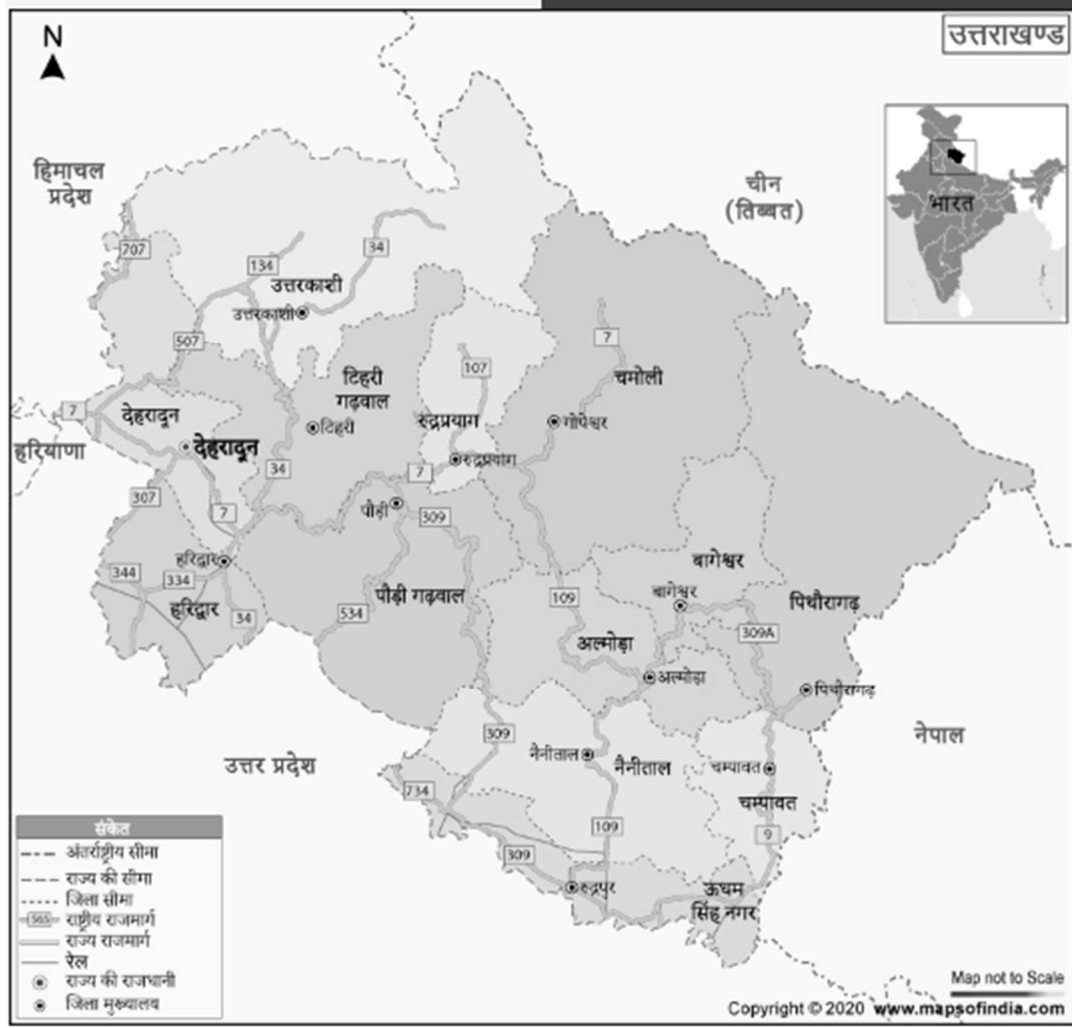 उत्तराखण्ड
N
हिमाचल
प्रदेश
चीन
(तिब्बत)
भारत
707
134
34
उत्तरकाशी
उत्तरकाशी
507
7
107
टिहरी
गढ़वाल
चमोली
7
देहरादून
रुद्रप्रयाग
टिहरी
गोपेश्वर
हरियाणा
देहरादून
रुद्रप्रयाग
34
7
307
पौड़ी
7
309
हरिद्वार
बागेश्वर
344
334
पौड़ी गढ़वाल
बागेश्वर
109
पिथौरागढ़
हरिद्वार
34
534
309A
अल्मोड़ा
अल्मोड़ा
पिथौरागढ़
309
नेपाल
उत्तर प्रदेश
नैनीताल
नैनीताल
चम्पावत
734
चम्पावत
109
9
309
रुद्रपुर
ऊधम
सिंह नगर
संकेत
अंतर्राष्ट्रीय सीमा
राज्य की सीमा
जिला सीमा
565 राष्ट्रीय राजमार्ग
राज्य राजमार्ग
रेल
राज्य की राजधानी
जिला मुख्यालय
Map not to Scale
Copyright © 2020 www.mapsofindia.com